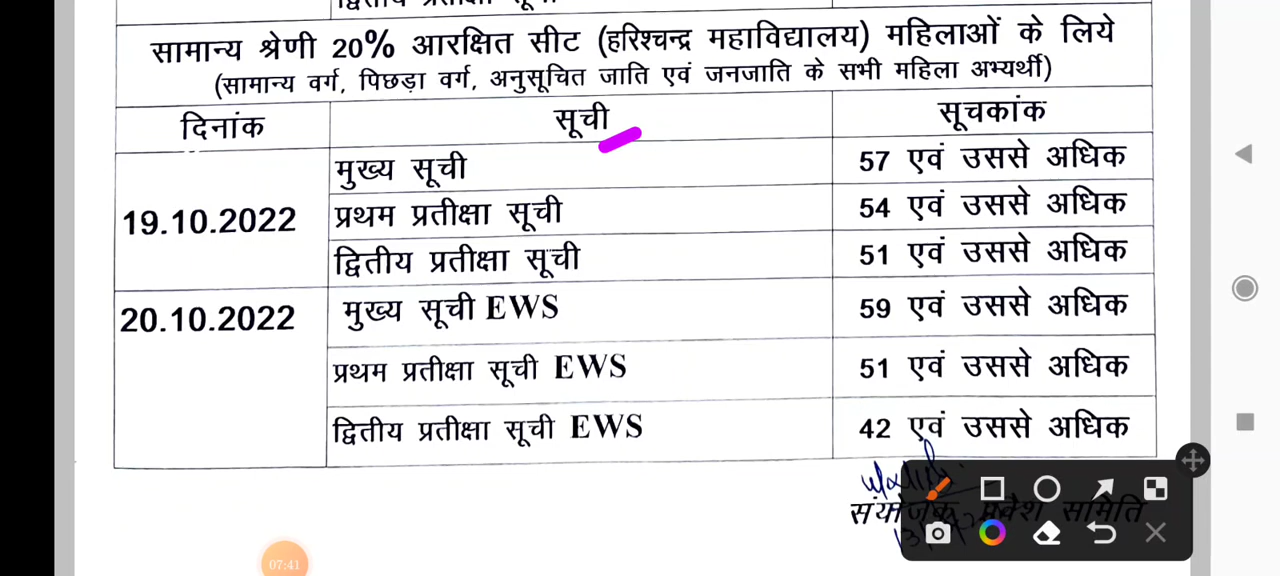 सामान्य श्रेणी 20% आरक्षित सीट (हरिश्चन्द्र महाविद्यालय) महिलाओं के लिये
(सामान्य वर्ग, पिछड़ा वर्ग, अनुसूचित जाति एवं जनजाति के सभी महिला अभ्यर्थी)
दिनांक सूची सूचकांक
19.10.2022 मुख्य सूची 57 एवं उससे अधिक
प्रथम प्रतीक्षा सूची 54 एवं उससे अधिक
द्वितीय प्रतीक्षा सूची 51 एवं उससे अधिक
20.10.2022 मुख्य सूची EWS 59 एवं उससे अधिक
प्रथम प्रतीक्षा सूची EWS 51 एवं उससे अधिक
द्वितीय प्रतीक्षा सूची EWS 42 एवं उससे अधिक
संयोजक प्रवेश समिति
07:41